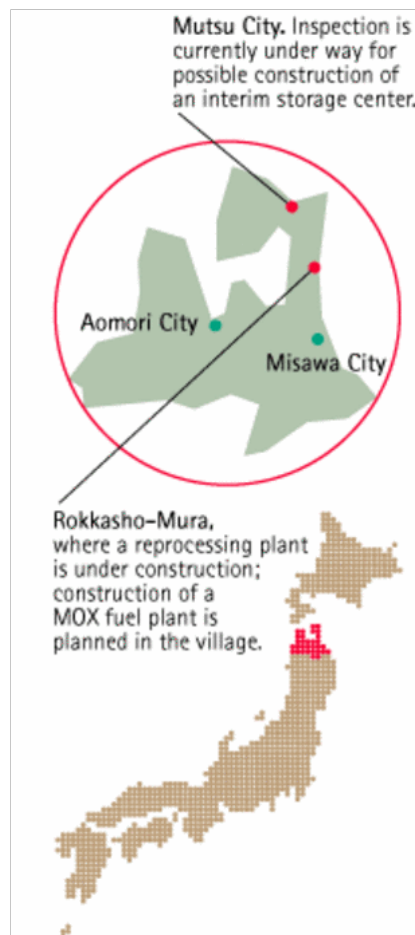 Mutsu City. Inspection is
currently under way for
possible construction of
an interim storage center.
Aomori City
Misawa City
Rokkasho-Mura,
where a reprocessing plant
is under construction;
construction of a
MOX fuel plant is
planned in the village.